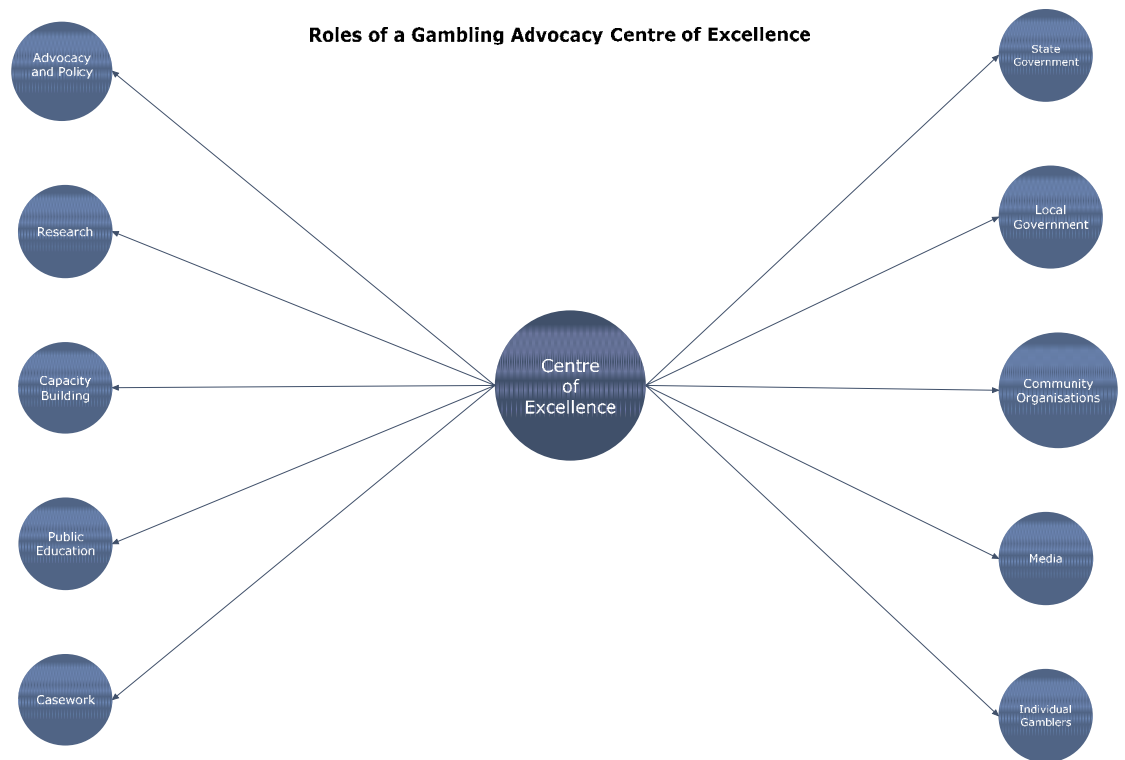 Roles of a Gambling Advocacy Centre of Excellence
Advocacy
and Policy
Research
Capacity
Building
Public
Education
Casework
Centre
of
Excellence
State
Government
Local
Government
Community
Organisations
Media
Individual
Gamblers